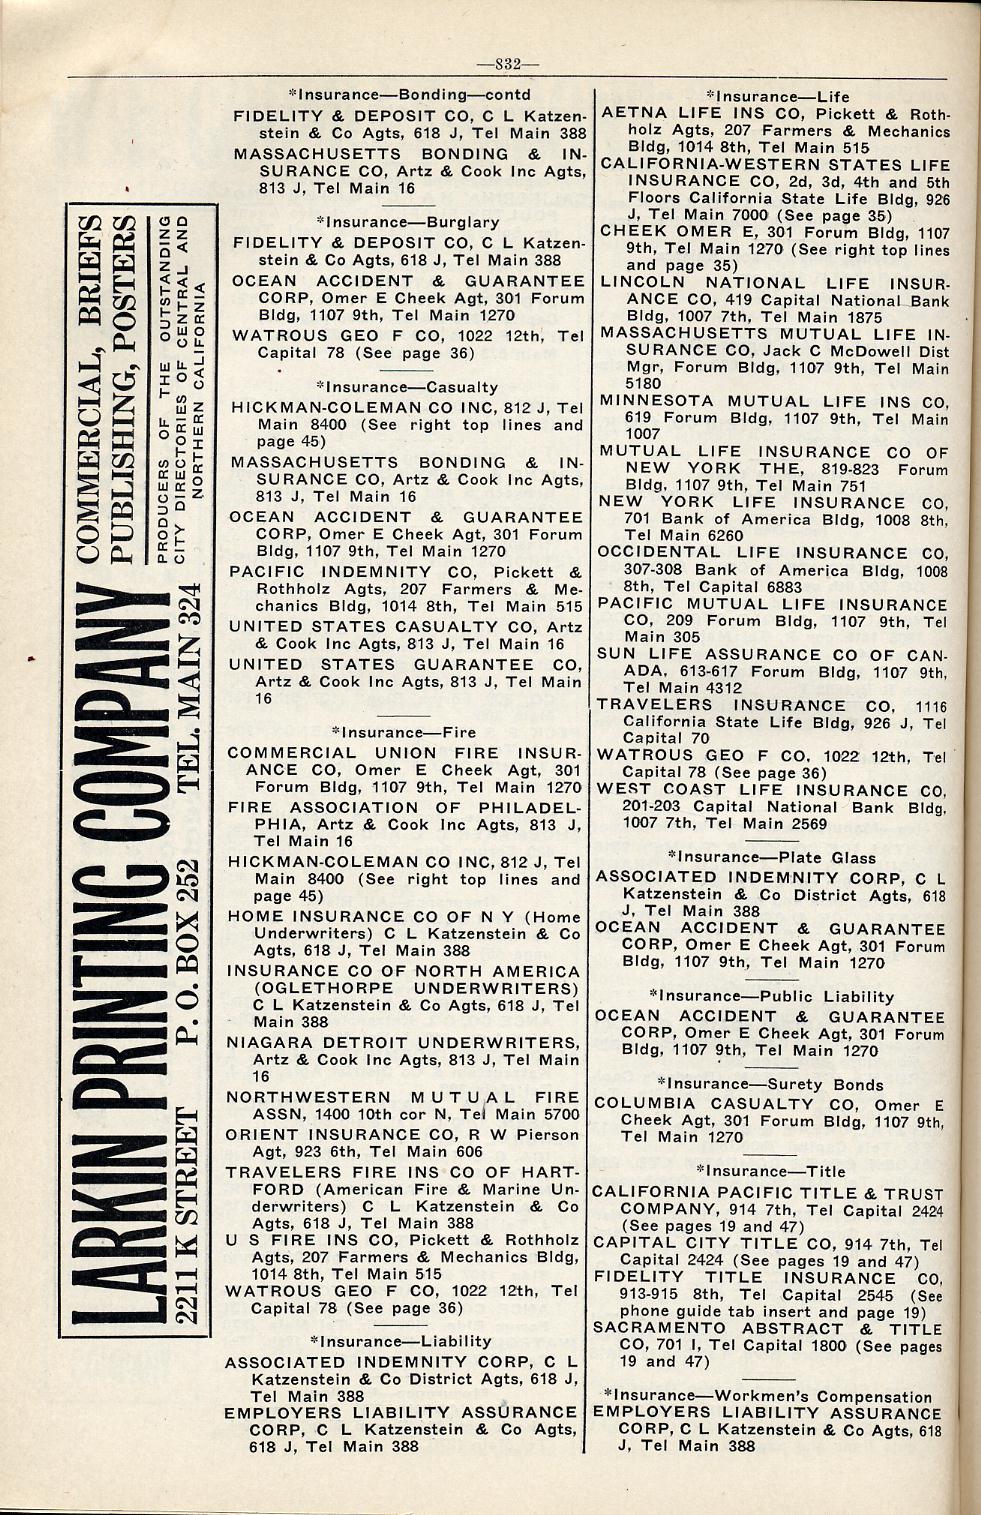 —832—
LARKIN PRINTING COMPANY
2211 K STREET P. O. BOX 252 TEL. MAIN 324
COMMERCIAL, BRIEFS
PUBLISHING, POSTERS
PRODUCERS OF THE OUTSTANDING
CITY DIRECTORIES OF CENTRAL AND
NORTHERN CALIFORNIA
*Insurance—Bonding—contd
FIDELITY & DEPOSIT CO, C L Katzen-
stein & Co Agts, 618 J, Tel Main 388
MASSACHUSETTS BONDING & IN-
SURANCE CO, Artz & Cook Inc Agts,
813 J, Tel Main 16
*Insurance—Burglary
FIDELITY & DEPOSIT CO, C L Katzen-
stein & Co Agts, 618 J, Tel Main 388
OCEAN ACCIDENT & GUARANTEE
CORP, Omer E Cheek Agt, 301 Forum
Bldg, 1107 9th, Tel Main 1270
WATROUS GEO F CO, 1022 12th, Tel
Capital 78 (See page 36)
*Insurance—Casualty
HICKMAN-COLEMAN CO INC, 812 J, Tel
Main 8400 (See right top lines and
page 45)
MASSACHUSETTS BONDING & IN-
SURANCE CO, Artz & Cook Inc Agts,
813 J, Tel Main 16
OCEAN ACCIDENT & GUARANTEE
CORP, Omer E Cheek Agt, 301 Forum
Bldg, 1107 9th, Tel Main 1270
PACIFIC INDEMNITY CO, Pickett &
Rothholz Agts, 207 Farmers & Me-
chanics Bldg, 1014 8th, Tel Main 515
UNITED STATES CASUALTY CO, Artz
& Cook Inc Agts, 813 J, Tel Main 16
UNITED STATES GUARANTEE CO,
Artz & Cook Inc Agts, 813 J, Tel Main
16
*Insurance—Fire
COMMERCIAL UNION FIRE INSUR-
ANCE CO, Omer E Cheek Agt, 301
Forum Bldg, 1107 9th, Tel Main 1270
FIRE ASSOCIATION OF PHILADEL-
PHIA, Artz & Cook Inc Agts, 813 J,
Tel Main 16
HICKMAN-COLEMAN CO INC, 812 J, Tel
Main 8400 (See right top lines and
page 45)
HOME INSURANCE CO OF N Y (Home
Underwriters) C L Katzenstein & Co
Agts, 618 J, Tel Main 388
INSURANCE CO OF NORTH AMERICA
(OGLETHORPE UNDERWRITERS)
C L Katzenstein & Co Agts, 618 J, Tel
Main 388
NIAGARA DETROIT UNDERWRITERS,
Artz & Cook Inc Agts, 813 J, Tel Main
16
NORTHWESTERN MUTUAL FIRE
ASSN, 1400 10th cor N, Tel Main 5700
ORIENT INSURANCE CO, R W Pierson
Agt, 923 6th, Tel Main 606
TRAVELERS FIRE INS CO OF HART-
FORD (American Fire & Marine Un-
derwriters) C L Katzenstein & Co
Agts, 618 J, Tel Main 388
U S FIRE INS CO, Pickett & Rothholz
Agts, 207 Farmers & Mechanics Bldg,
1014 8th, Tel Main 515
WATROUS GEO F CO, 1022 12th, Tel
Capital 78 (See page 36)
*Insurance—Liability
ASSOCIATED INDEMNITY CORP, C L
Katzenstein & Co District Agts, 618 J,
Tel Main 388
EMPLOYERS LIABILITY ASSURANCE
CORP, C L Katzenstein & Co Agts,
618 J, Tel Main 388
*Insurance—Life
AETNA LIFE INS CO, Pickett & Roth-
holz Agts, 207 Farmers & Mechanics
Bldg, 1014 8th, Tel Main 515
CALIFORNIA-WESTERN STATES LIFE
INSURANCE CO, 2d, 3d, 4th and 5th
Floors California State Life Bldg, 926
J, Tel Main 7000 (See page 35)
CHEEK OMER E, 301 Forum Bldg, 1107
9th, Tel Main 1270 (See right top lines
and page 35)
LINCOLN NATIONAL LIFE INSUR-
ANCE CO, 419 Capital National Bank
Bldg, 1007 7th, Tel Main 1875
MASSACHUSETTS MUTUAL LIFE IN-
SURANCE CO, Jack C McDowell Dist
Mgr, Forum Bldg, 1107 9th, Tel Main
5180
MINNESOTA MUTUAL LIFE INS CO,
619 Forum Bldg, 1107 9th, Tel Main
1007
MUTUAL LIFE INSURANCE CO OF
NEW YORK THE, 819-823 Forum
Bldg, 1107 9th, Tel Main 751
NEW YORK LIFE INSURANCE CO,
701 Bank of America Bldg, 1008 8th,
Tel Main 6260
OCCIDENTAL LIFE INSURANCE CO,
307-308 Bank of America Bldg, 1008
8th, Tel Capital 6883
PACIFIC MUTUAL LIFE INSURANCE
CO, 209 Forum Bldg, 1107 9th, Tel
Main 305
SUN LIFE ASSURANCE CO OF CAN-
ADA, 613-617 Forum Bldg, 1107 9th,
Tel Main 4312
TRAVELERS INSURANCE CO, 1116
California State Life Bldg, 926 J, Tel
Capital 70
WATROUS GEO F CO, 1022 12th, Tel
Capital 78 (See page 36)
WEST COAST LIFE INSURANCE CO,
201-203 Capital National Bank Bldg,
1007 7th, Tel Main 2569
*Insurance—Plate Glass
ASSOCIATED INDEMNITY CORP, C L
Katzenstein & Co District Agts, 618
J, Tel Main 388
OCEAN ACCIDENT & GUARANTEE
CORP, Omer E Cheek Agt, 301 Forum
Bldg, 1107 9th, Tel Main 1270
*Insurance—Public Liability
OCEAN ACCIDENT & GUARANTEE
CORP, Omer E Cheek Agt, 301 Forum
Bldg, 1107 9th, Tel Main 1270
*Insurance—Surety Bonds
COLUMBIA CASUALTY CO, Omer E
Cheek Agt, 301 Forum Bldg, 1107 9th,
Tel Main 1270
*Insurance—Title
CALIFORNIA PACIFIC TITLE & TRUST
COMPANY, 914 7th, Tel Capital 2424
(See pages 19 and 47)
CAPITAL CITY TITLE CO, 914 7th, Tel
Capital 2424 (See pages 19 and 47)
FIDELITY TITLE INSURANCE CO,
913-915 8th, Tel Capital 2545 (See
phone guide tab insert and page 19)
SACRAMENTO ABSTRACT & TITLE
CO, 701 I, Tel Capital 1800 (See pages
19 and 47)
*Insurance—Workmen's Compensation
EMPLOYERS LIABILITY ASSURANCE
CORP, C L Katzenstein & Co Agts, 618
J, Tel Main 388